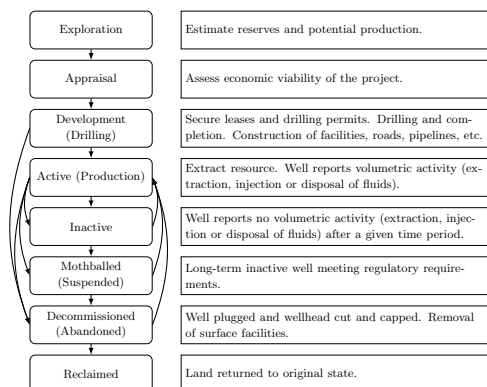 Exploration
Estimate reserves and potential production.
Appraisal
Assess economic viability of the project.
Development
(Drilling)
Secure leases and drilling permits. Drilling and com-
pletion. Construction of facilities, roads, pipelines, etc.
Active (Production)
Extract resource. Well reports volumetric activity (ex-
traction, injection or disposal of fluids).
Inactive
Well reports no volumetric activity (extraction, injec-
tion or disposal of fluids) after a given time period.
Mothballed
(Suspended)
Long-term inactive well meeting regulatory require-
ments.
Decommissioned
(Abandoned)
Well plugged and wellhead cut and capped. Removal
of surface facilities.
Reclaimed
Land returned to original state.